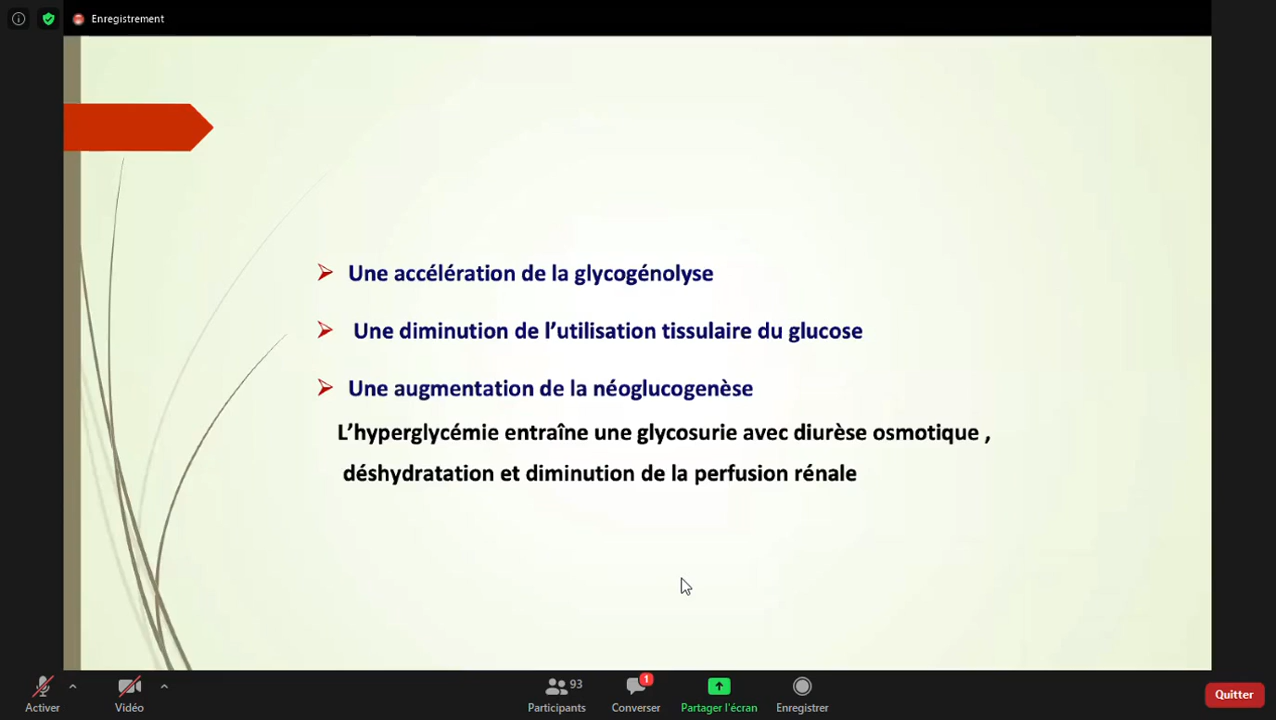 Enregistrement
Une accélération de la glycogénolyse
Une diminution de l’utilisation tissulaire du glucose
Une augmentation de la néoglucogenèse
L’hyperglycémie entraîne une glycosurie avec diurèse osmotique ,
déshydratation et diminution de la perfusion rénale
93
1
Activer
Vidéo
Participants
Converser
Partager l'écran
Enregistrer
Quitter